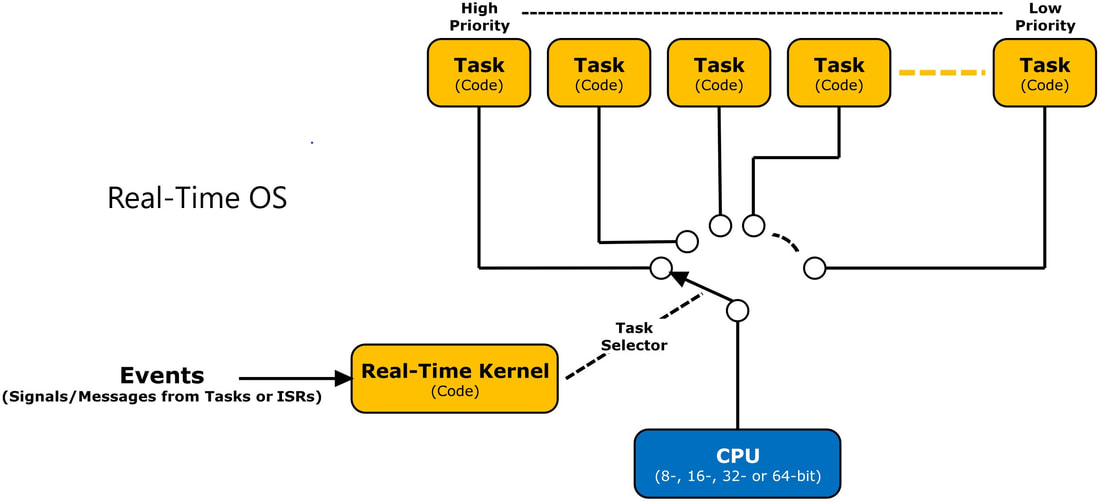 High
Priority
Low
Priority
Task
(Code)
Task
(Code)
Task
(Code)
Task
(Code)
Task
(Code)
Real-Time OS
Task
Selector
Events
(Signals/Messages from Tasks or ISRs)
Real-Time Kernel
(Code)
CPU
(8-, 16-, 32- or 64-bit)